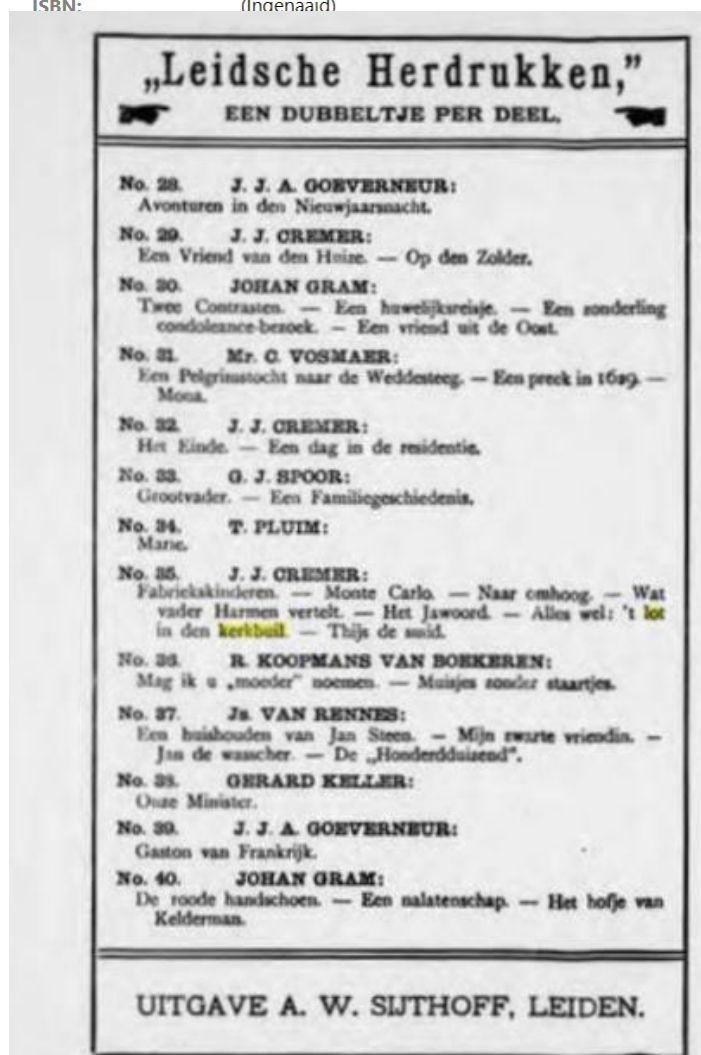 ISBN: (Ingenaaid)
„Leidsche Herdrukken,”
EEN DUBBELTJE PER DEEL.
No. 28. J. J. A. GOEVERNEUR:
Avonturen in den Nieuwjaarsnacht.
No. 29. J. J. CREMER:
Een Vriend van den Huize. — Op den Zolder.
No. 30. JOHAN GRAM:
Twee Contrasten. — Een huwelijksreisje. — Een zonderling
condoleance-bezoek. — Een vriend uit de Oost.
No. 31. Mr. C. VOSMAER:
Een Pelgrimstocht naar de Weddesteeg. — Een preek in 1629. —
Mona.
No. 32. J. J. CREMER:
Het Einde. — Een dag in de residentie.
No. 33. G. J. SPOOR:
Grootvader. — Een Familiegeschiedenis.
No. 34. T. PLUIM:
Marie.
No. 35. J. J. CREMER:
Fabriekskinderen. — Monte Carlo. — Naar omhoog. — Wat
vader Harmen vertelt. — Het Jawoord. — Alles wel: 't lot
in den kerkbuil. — Thijs de smid.
No. 36. R. KOOPMANS VAN BOEKEREN:
Mag ik u „moeder” noemen. — Muisjes zonder staartjes.
No. 37. Js. VAN RENNES:
Een huishouden van Jan Steen. — Mijn zwarte vriendin. —
Jan de wasscher. — De „Honderdduizend”.
No. 38. GERARD KELLER:
Onze Minister.
No. 39. J. J. A. GOEVERNEUR:
Gaston van Frankrijk.
No. 40. JOHAN GRAM:
De roode handschoen. — Een nalatenschap. — Het hofje van
Kelderman.
UITGAVE A. W. SIJTHOFF, LEIDEN.